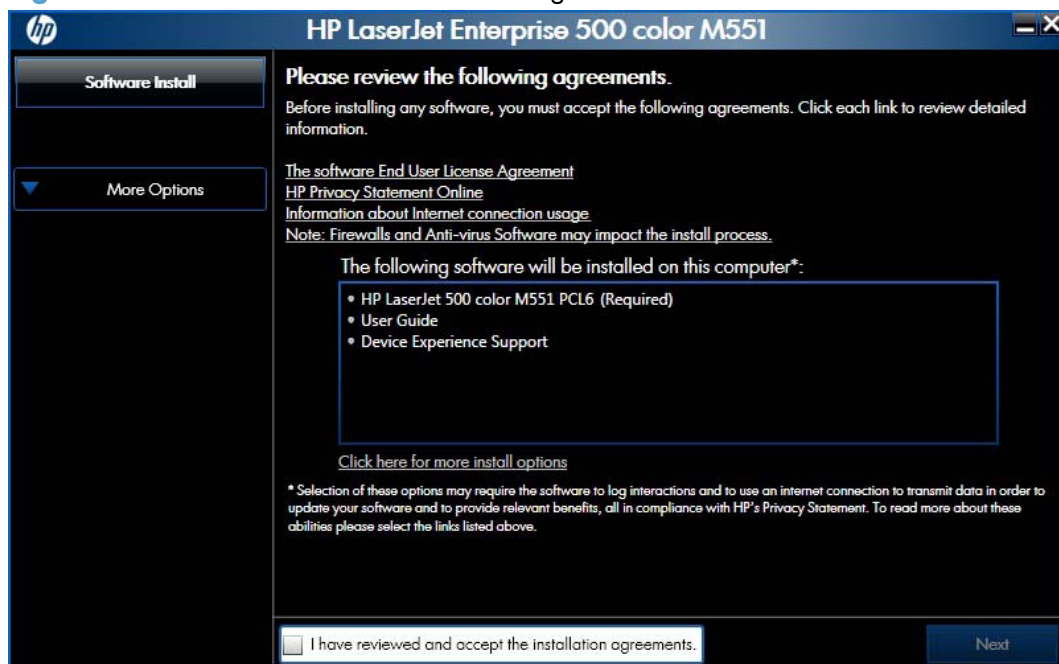 hp
HP LaserJet Enterprise 500 color M551
Software Install
More Options
Please review the following agreements.
Before installing any software, you must accept the following agreements. Click each link to review detailed
information.
The software End User License Agreement
HP Privacy Statement Online
Information about Internet connection usage
Note: Firewalls and Anti-virus Software may impact the install process.
The following software will be installed on this computer*:
• HP LaserJet 500 color M551 PCL6 (Required)
• User Guide
• Device Experience Support
Click here for more install options
* Selection of these options may require the software to log interactions and to use an internet connection to transmit data in order to
update your software and to provide relevant benefits, all in compliance with HP's Privacy Statement. To read more about these
abilities please select the links listed above.
I have reviewed and accept the installation agreements.
Next